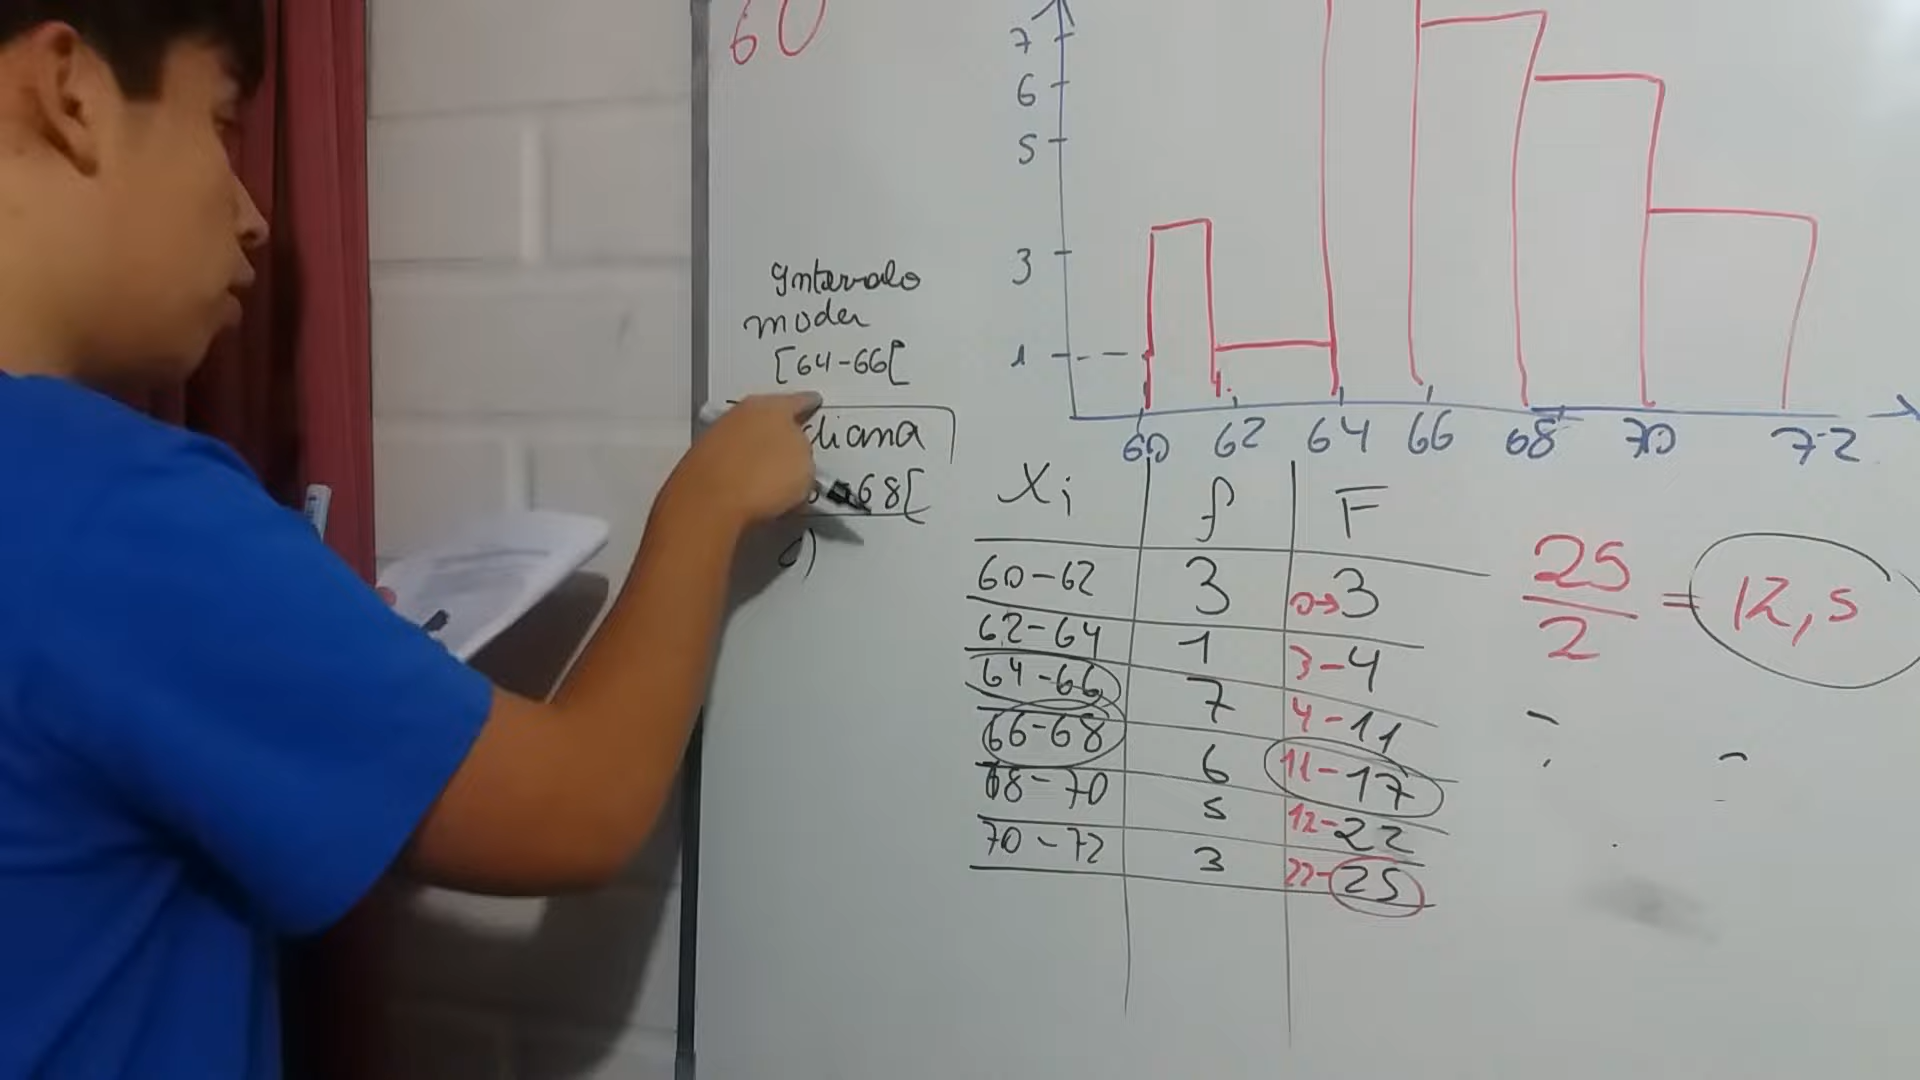 60
7
6
5
3
1
60 62 64 66 68 70 72
Intervalo
moda
[64-66[
68[
c)
Xi f F
60-62 3 0→3
62-64 1 3-4
64-66 7 4-11
66-68 6 11-17
68-70 5 12-22
70-72 3 22-25
25/2 = 12,5